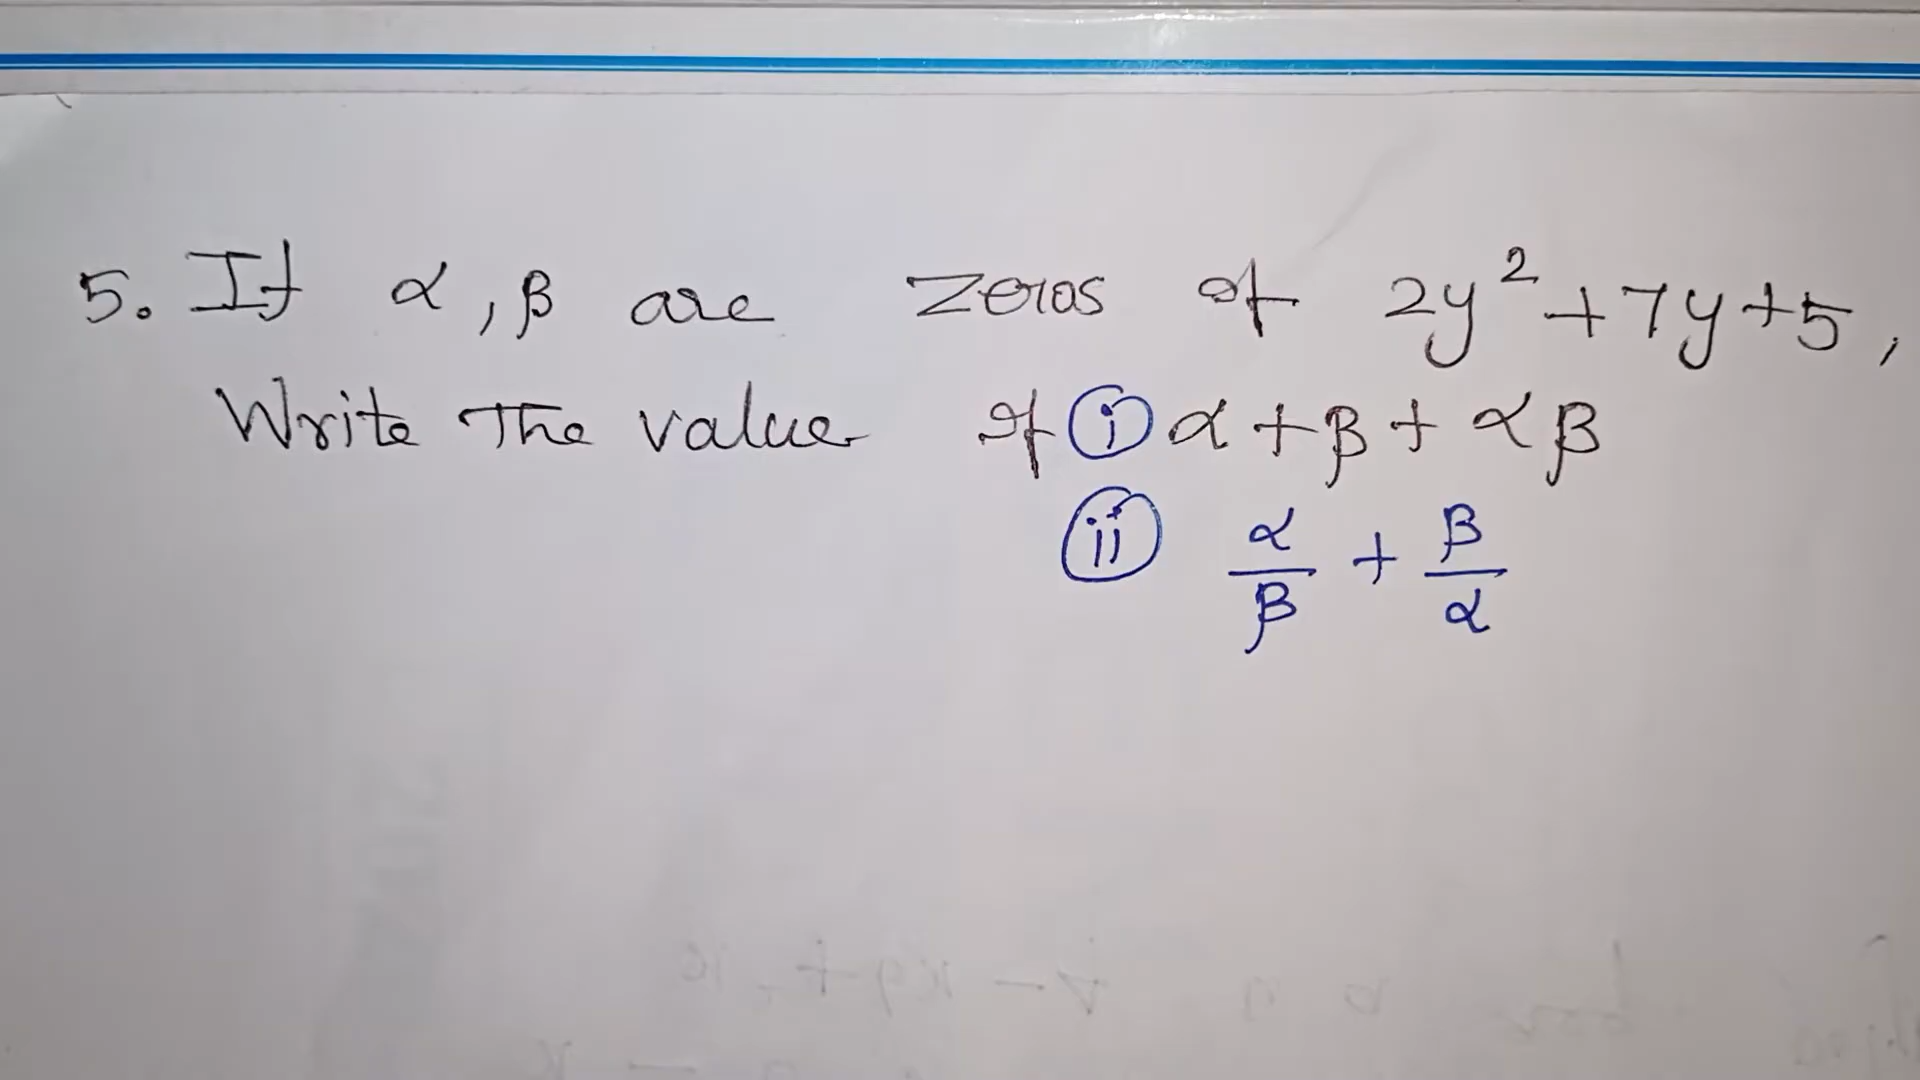 5. If α, β are zeros of 2y²+7y+5,
Write The value of ⓘ α+β+αβ
ⓘⓘ α/β + β/α